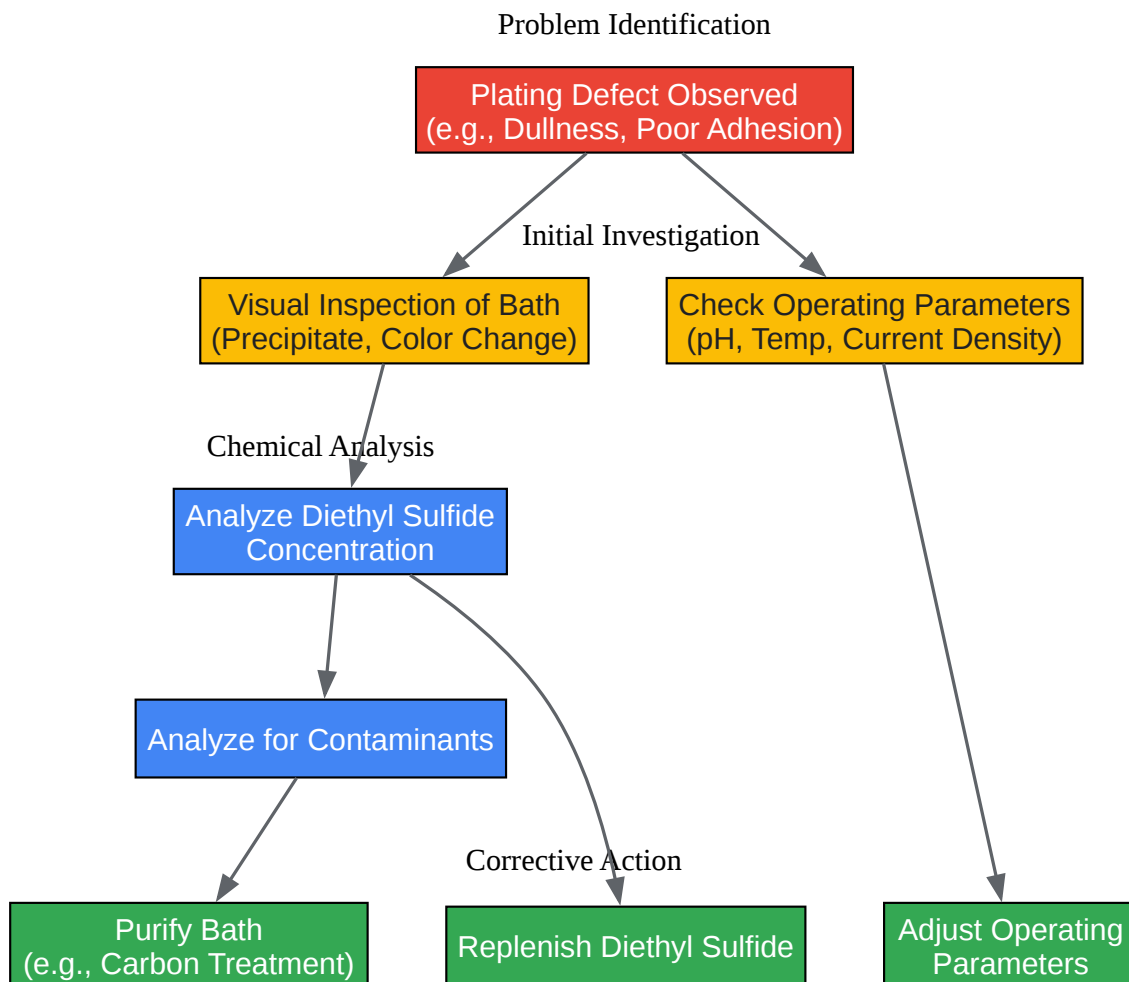 Problem Identification
Plating Defect Observed
(e.g., Dullness, Poor Adhesion)
Initial Investigation
Visual Inspection of Bath
(Precipitate, Color Change)
Check Operating Parameters
(pH, Temp, Current Density)
Chemical Analysis
Analyze Diethyl Sulfide
Concentration
Analyze for Contaminants
Corrective Action
Purify Bath
(e.g., Carbon Treatment)
Replenish Diethyl Sulfide
Adjust Operating
Parameters